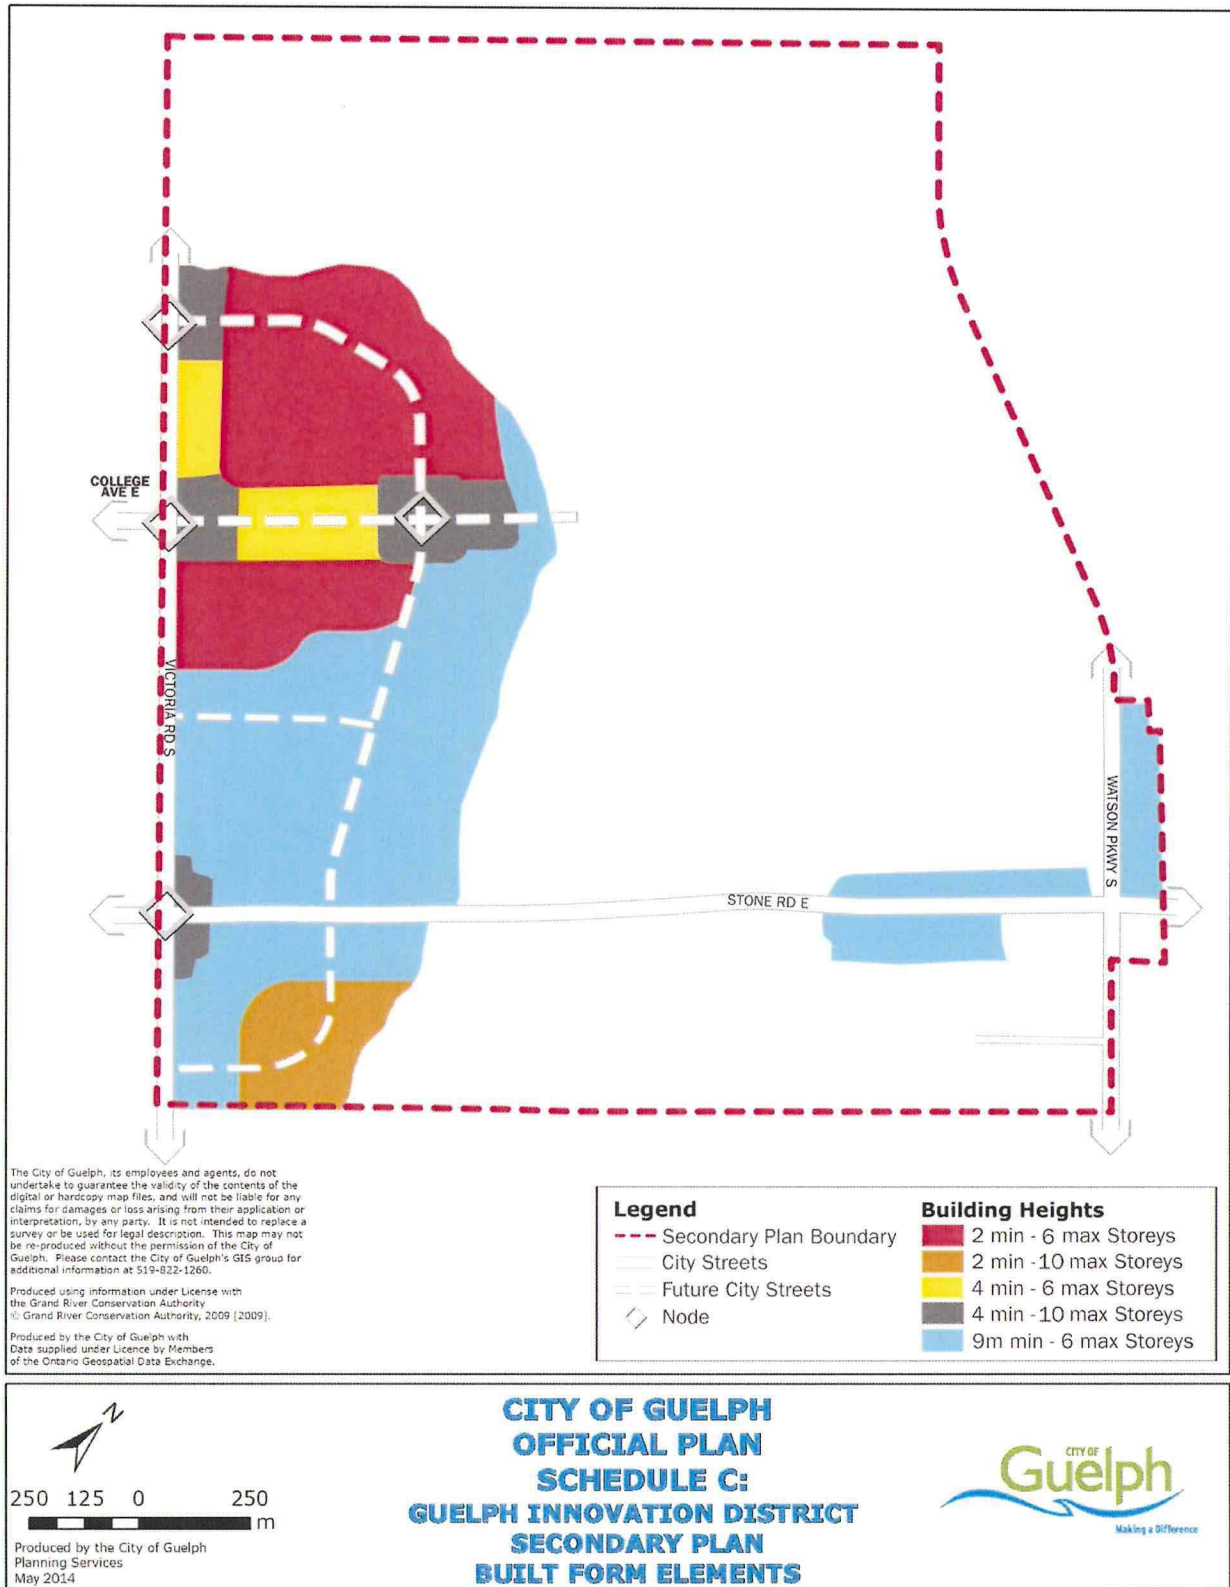 COLLEGE
AVE E
VICTORIA RD S
WATSON PKWY S
STONE RD E
The City of Guelph, its employees and agents, do not
undertake to guarantee the validity of the contents of the
digital or hardcopy map files, and will not be liable for any
claims for damages or loss arising from their application or
interpretation, by any party. It is not intended to replace a
survey or be used for legal description. This map may not
be re-produced without the permission of the City of
Guelph. Please contact the City of Guelph's GIS group for
additional information at 519-822-1260.
Produced using information under License with
the Grand River Conservation Authority
© Grand River Conservation Authority, 2009 [2009].
Produced by the City of Guelph with
Data supplied under Licence by Members
of the Ontario Geospatial Data Exchange.
Legend
Secondary Plan Boundary
City Streets
Future City Streets
Node
Building Heights
2 min - 6 max Storeys
2 min -10 max Storeys
4 min - 6 max Storeys
4 min -10 max Storeys
9m min - 6 max Storeys
N
250 125 0 250
m
Produced by the City of Guelph
Planning Services
May 2014
CITY OF GUELPH
OFFICIAL PLAN
SCHEDULE C:
GUELPH INNOVATION DISTRICT
SECONDARY PLAN
BUILT FORM ELEMENTS
CITY OF
Guelph
Making a Difference